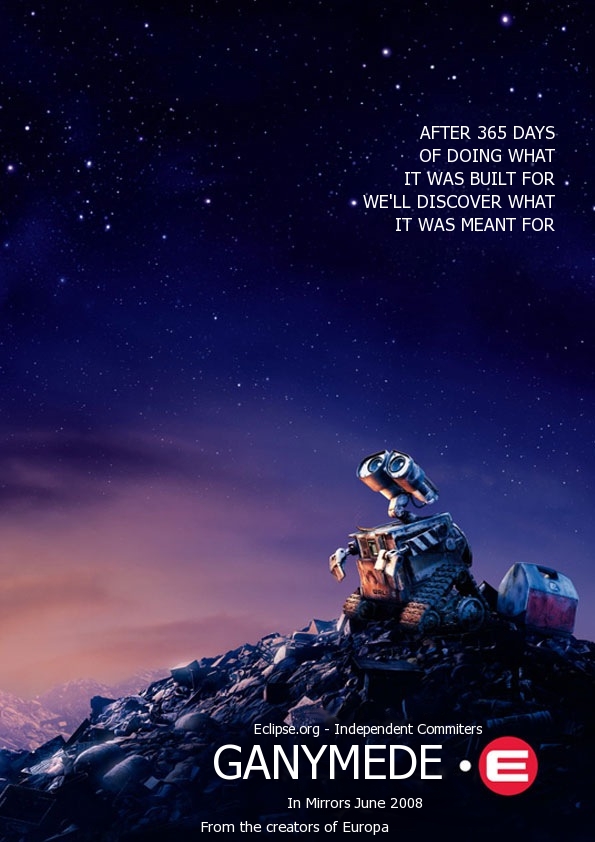 AFTER 365 DAYS
OF DOING WHAT
IT WAS BUILT FOR
WE'LL DISCOVER WHAT
IT WAS MEANT FOR
Eclipse.org - Independent Commiters
GANYMEDE · E
In Mirrors June 2008
From the creators of Europa